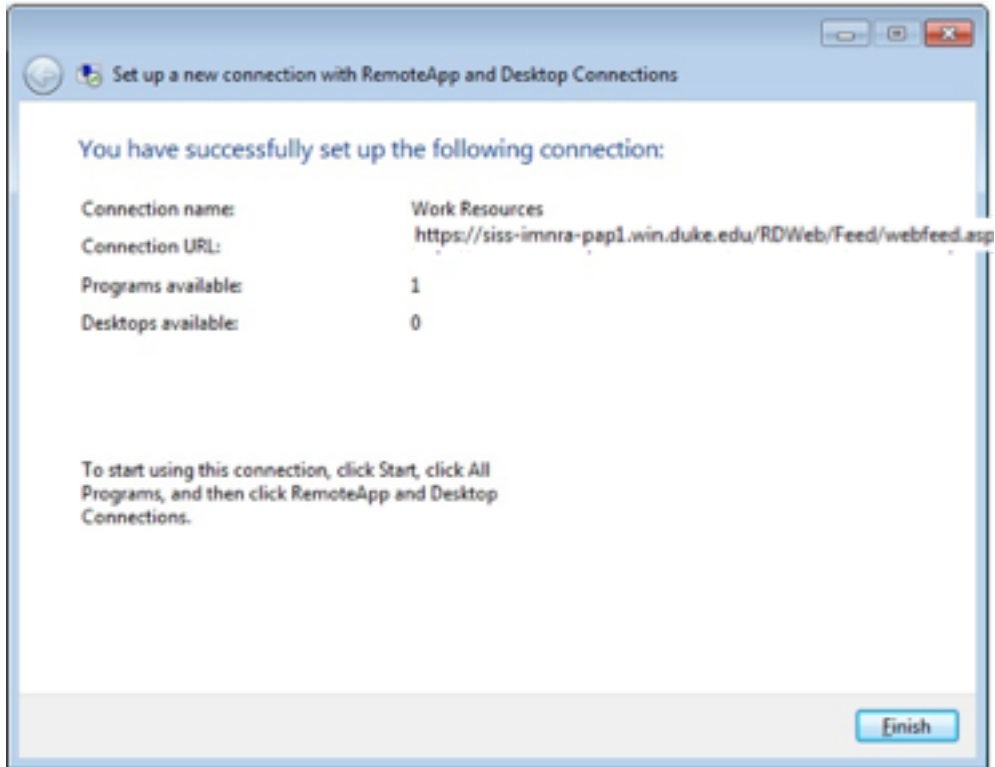 Set up a new connection with RemoteApp and Desktop Connections
You have successfully set up the following connection:
Connection name: Work Resources
Connection URL: https://siss-imnra-pap1.win.duke.edu/RDWeb/Feed/webfeed.asp
Programs available: 1
Desktops available: 0
To start using this connection, click Start, click All
Programs, and then click RemoteApp and Desktop
Connections.
Finish